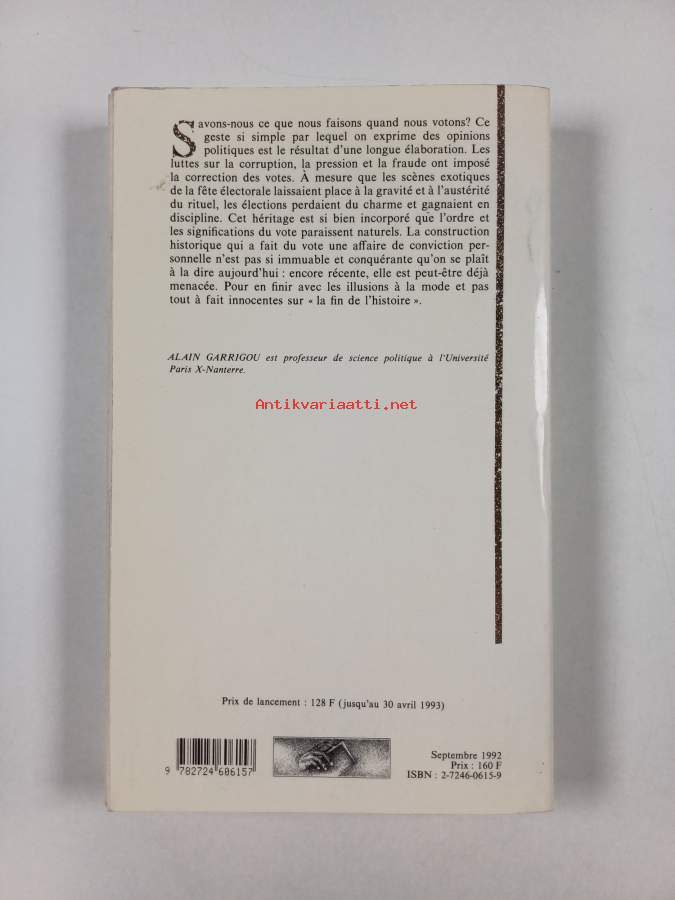 Savons-nous ce que nous faisons quand nous votons? Ce
geste si simple par lequel on exprime des opinions
politiques est le résultat d'une longue élaboration. Les
luttes sur la corruption, la pression et la fraude ont imposé
la correction des votes. À mesure que les scènes exotiques
de la fête électorale laissaient place à la gravité et à l'austérité
du rituel, les élections perdaient du charme et gagnaient en
discipline. Cet héritage est si bien incorporé que l'ordre et
les significations du vote paraissent naturels. La construction
historique qui a fait du vote une affaire de conviction per-
sonnelle n'est pas si immuable et conquérante qu'on se plaît
à la dire aujourd'hui : encore récente, elle est peut-être déjà
menacée. Pour en finir avec les illusions à la mode et pas
tout à fait innocentes sur « la fin de l'histoire ».
ALAIN GARRIGOU est professeur de science politique à l'Université
Paris X-Nanterre.
Antikvariaatti.net
Prix de lancement : 128 F (jusqu'au 30 avril 1993)
9 782724 606157
Septembre 1992
Prix : 160 F
ISBN : 2-7246-0615-9